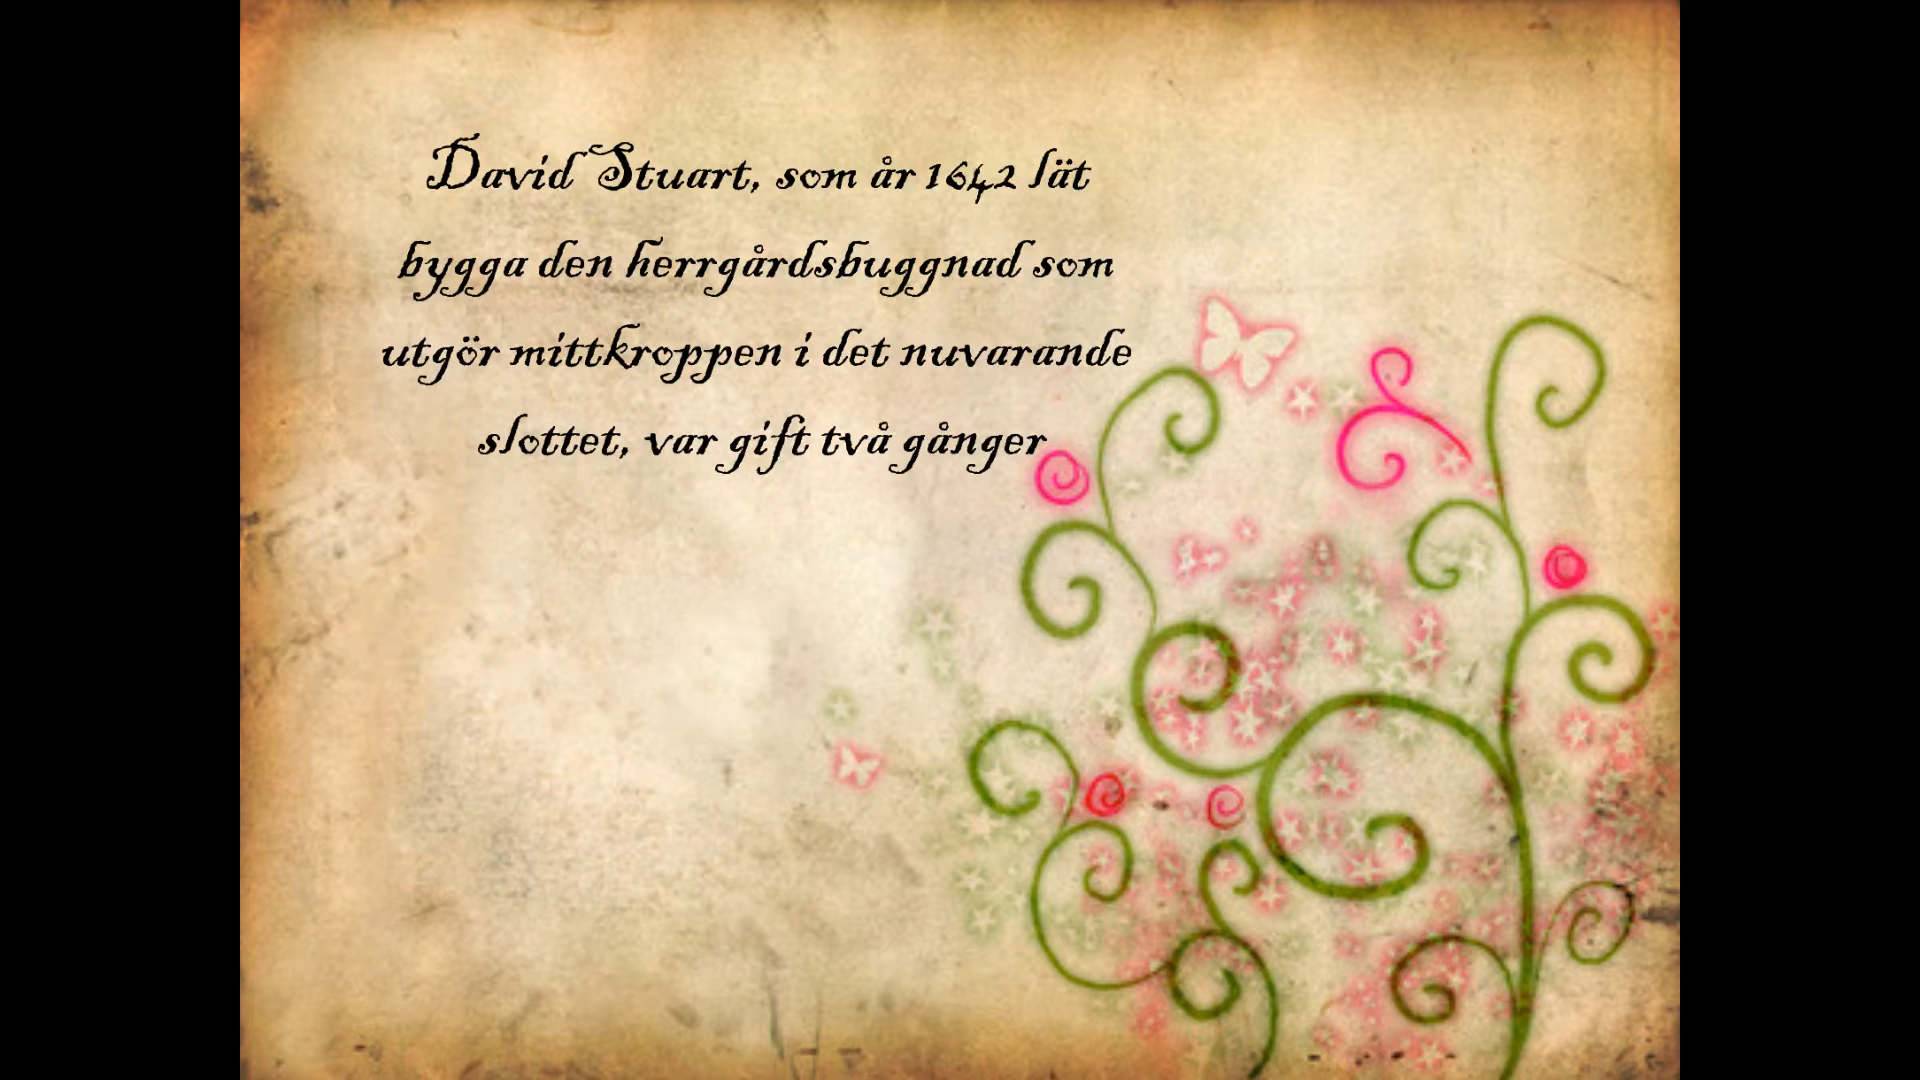 David Stuart, som år 1642 lät
bygga den herrgårdsbuggnad som
utgör mittkroppen i det nuvarande
slottet, var gift två gånger